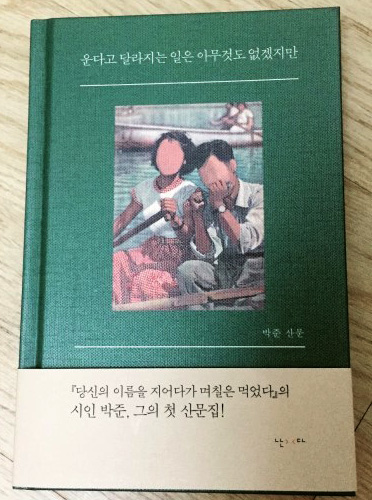 운다고 달라지는 일은 아무것도 없겠지만
박준 산문
『당신의 이름을 지어다가 며칠은 먹었다』의
시인 박준, 그의 첫 산문집!
난다